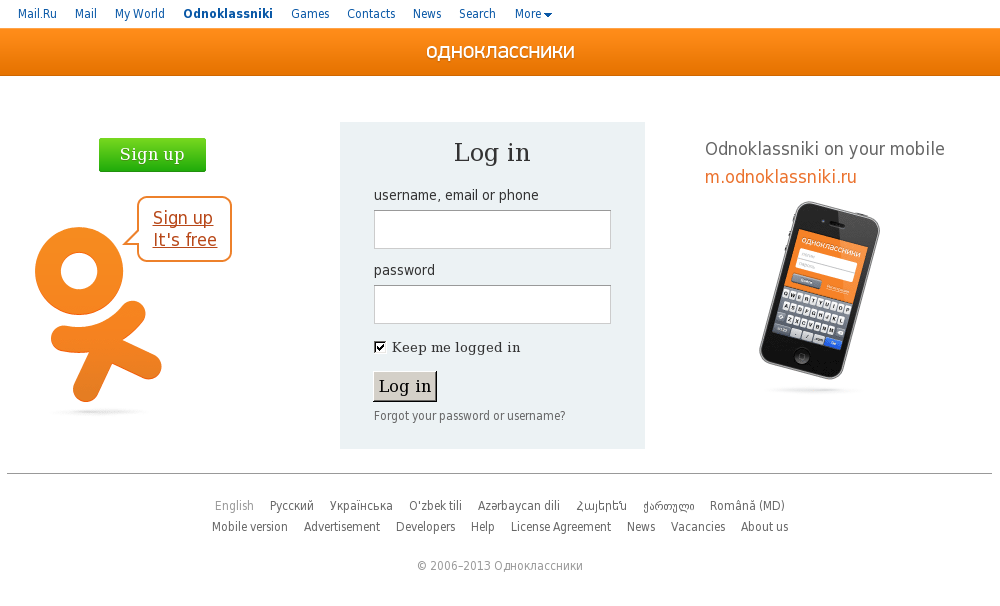 Mail.Ru Mail My World Odnoklassniki Games Contacts News Search More
одноклассники
Sign up
Sign up
It's free
Log in
username, email or phone
password
Keep me logged in
Log in
Forgot your password or username?
Odnoklassniki on your mobile
m.odnoklassniki.ru
одноклассники
English Русский Українська O'zbek tili Azərbaycan dili Հայերեն ქართული Română (MD)
Mobile version Advertisement Developers Help License Agreement News Vacancies About us
© 2006–2013 Одноклассники